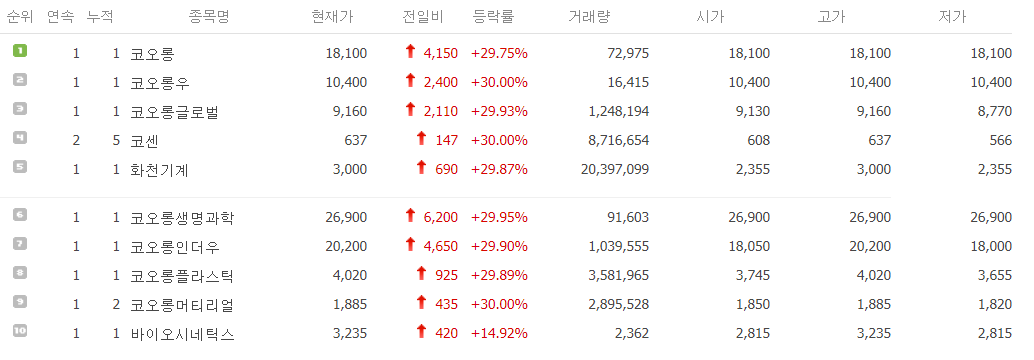 순위 연속 누적 종목명 현재가 전일비 등락률 거래량 시가 고가 저가
1 1 1 코오롱 18,100 4,150 +29.75% 72,975 18,100 18,100 18,100
2 1 1 코오롱우 10,400 2,400 +30.00% 16,415 10,400 10,400 10,400
3 1 1 코오롱글로벌 9,160 2,110 +29.93% 1,248,194 9,130 9,160 8,770
4 2 5 코센 637 147 +30.00% 8,716,654 608 637 566
5 1 1 화천기계 3,000 690 +29.87% 20,397,099 2,355 3,000 2,355
6 1 1 코오롱생명과학 26,900 6,200 +29.95% 91,603 26,900 26,900 26,900
7 1 1 코오롱인더우 20,200 4,650 +29.90% 1,039,555 18,050 20,200 18,000
8 1 1 코오롱플라스틱 4,020 925 +29.89% 3,581,965 3,745 4,020 3,655
9 1 2 코오롱머티리얼 1,885 435 +30.00% 2,895,528 1,850 1,885 1,820
10 1 1 바이오시네틱스 3,235 420 +14.92% 2,362 2,815 3,235 2,815